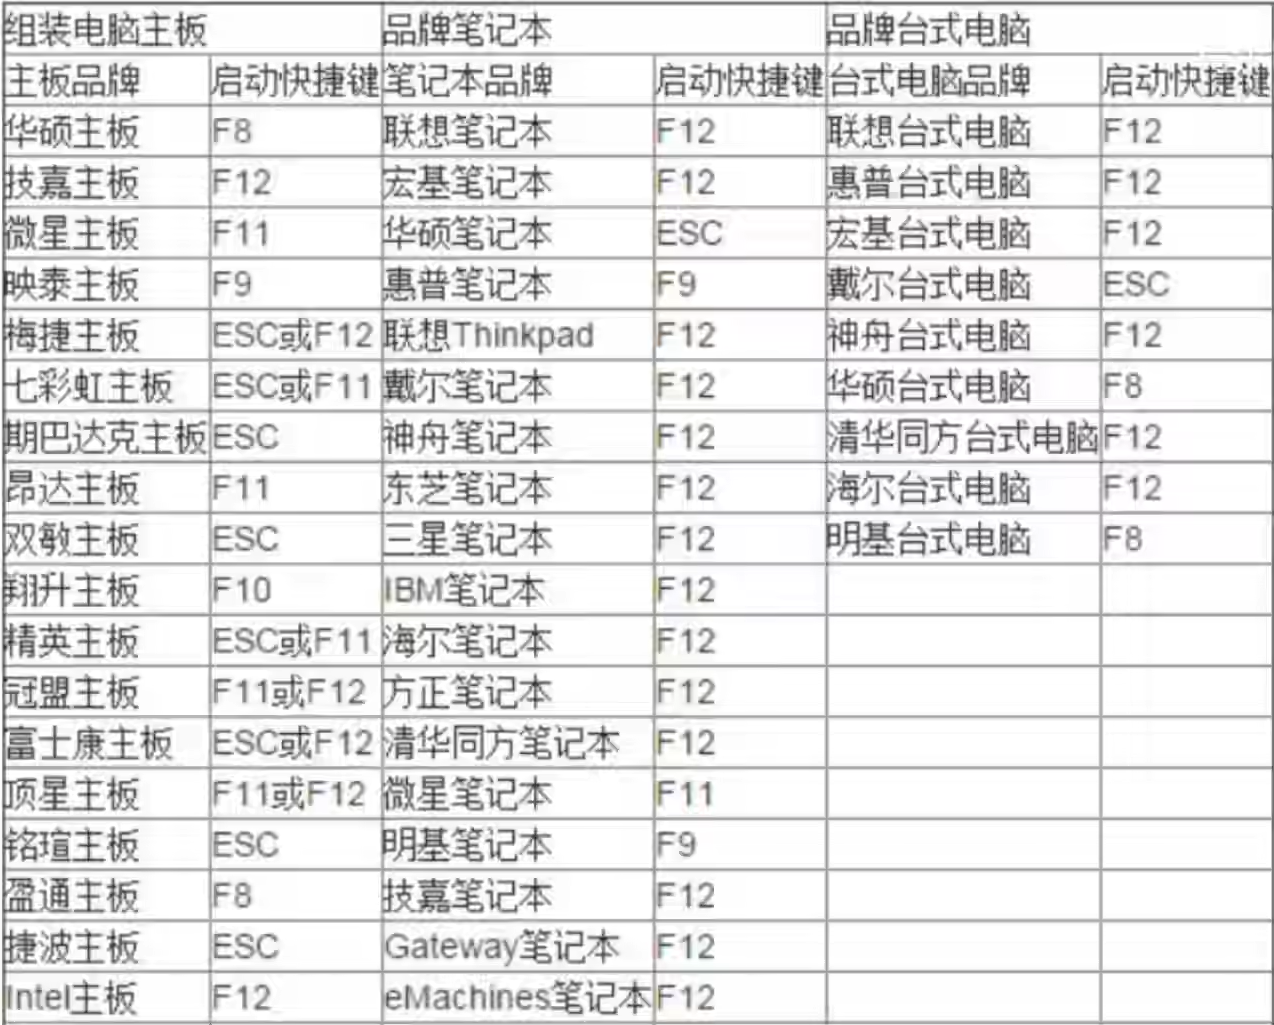 组装电脑主板 品牌笔记本 品牌台式电脑
主板品牌 启动快捷键 笔记本品牌 启动快捷键 台式电脑品牌 启动快捷键
华硕主板 F8 联想笔记本 F12 联想台式电脑 F12
技嘉主板 F12 宏基笔记本 F12 惠普台式电脑 F12
微星主板 F11 华硕笔记本 ESC 宏基台式电脑 F12
映泰主板 F9 惠普笔记本 F9 戴尔台式电脑 ESC
梅捷主板 ESC或F12 联想Thinkpad F12 神舟台式电脑 F12
七彩虹主板 ESC或F11 戴尔笔记本 F12 华硕台式电脑 F8
斯巴达克主板 ESC 神舟笔记本 F12 清华同方台式电脑 F12
昂达主板 F11 东芝笔记本 F12 海尔台式电脑 F12
双敏主板 ESC 三星笔记本 F12 明基台式电脑 F8
翔升主板 F10 IBM笔记本 F12
精英主板 ESC或F11 海尔笔记本 F12
冠盟主板 F11或F12 方正笔记本 F12
富士康主板 ESC或F12 清华同方笔记本 F12
顶星主板 F11或F12 微星笔记本 F11
铭瑄主板 ESC 明基笔记本 F9
盈通主板 F8 技嘉笔记本 F12
捷波主板 ESC Gateway笔记本 F12
Intel主板 F12 eMachines笔记本 F12